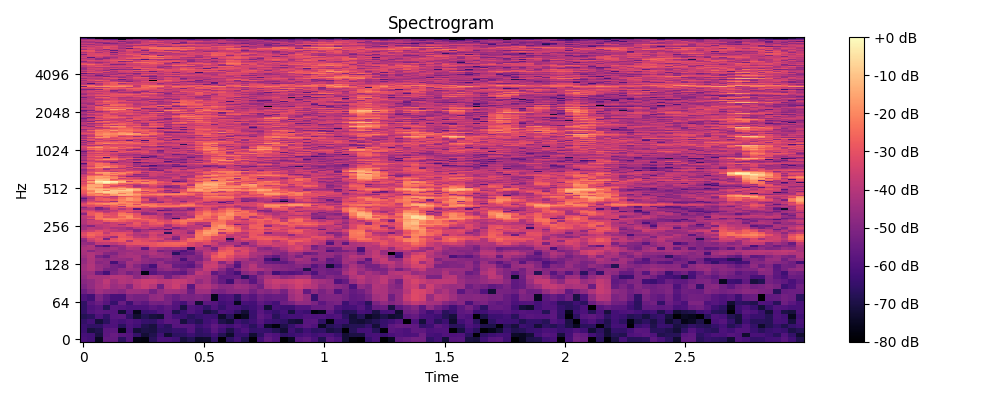 Spectrogram
Hz
4096
2048
1024
512
256
128
64
0
0
0.5
1
1.5
2
2.5
Time
+0 dB
-10 dB
-20 dB
-30 dB
-40 dB
-50 dB
-60 dB
-70 dB
-80 dB